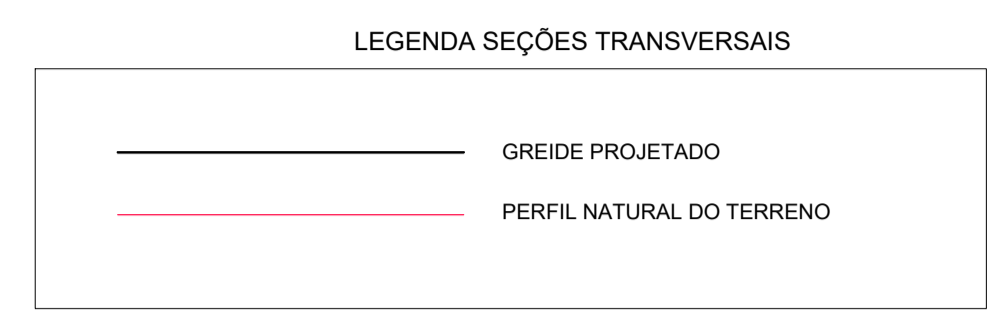 LEGENDA SEÇÕES TRANSVERSAIS
GREIDE PROJETADO
PERFIL NATURAL DO TERRENO